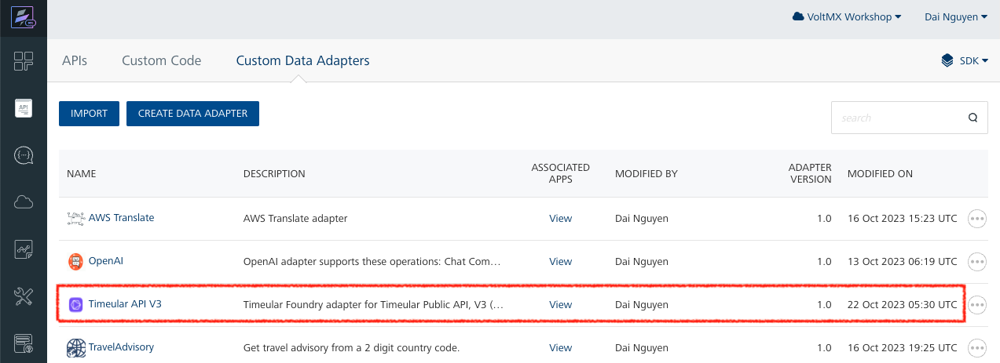 VoltMX Workshop Dai Nguyen
APIs Custom Code Custom Data Adapters SDK
IMPORT CREATE DATA ADAPTER search
NAME DESCRIPTION ASSOCIATED APPS MODIFIED BY ADAPTER VERSION MODIFIED ON
AWS Translate AWS Translate adapter View Dai Nguyen 1.0 16 Oct 2023 15:23 UTC
OpenAI OpenAI adapter supports these operations: Chat Com… View Dai Nguyen 1.0 13 Oct 2023 06:19 UTC
Timeular API V3 Timeular Foundry adapter for Timeular Public API, V3 (… View Dai Nguyen 1.0 22 Oct 2023 05:30 UTC
TravelAdvisory Get travel advisory from a 2 digit country code. View Dai Nguyen 1.0 16 Oct 2023 19:25 UTC
MX
API